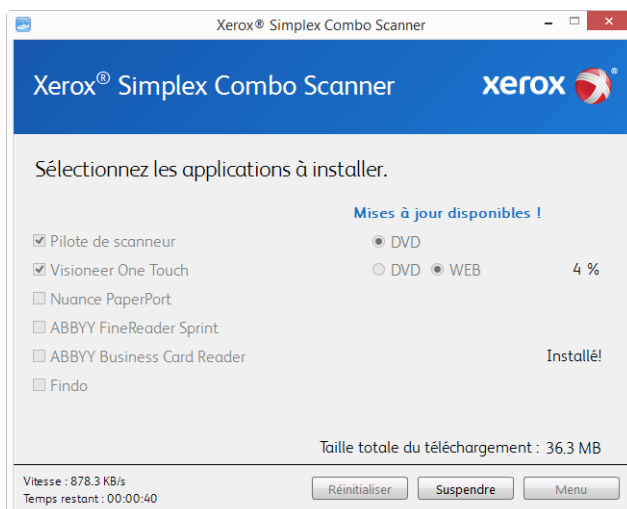 Xerox® Simplex Combo Scanner
Xerox® Simplex Combo Scanner
xerox®
Sélectionnez les applications à installer.
Mises à jour disponibles !
Pilote de scanneur DVD
Visioneer One Touch DVD WEB 4 %
Nuance PaperPort
ABBYY FineReader Sprint
ABBYY Business Card Reader Installé!
Findo
Taille totale du téléchargement : 36.3 MB
Vitesse : 878.3 KB/s
Temps restant : 00:00:40
Réinitialiser Suspendre Menu